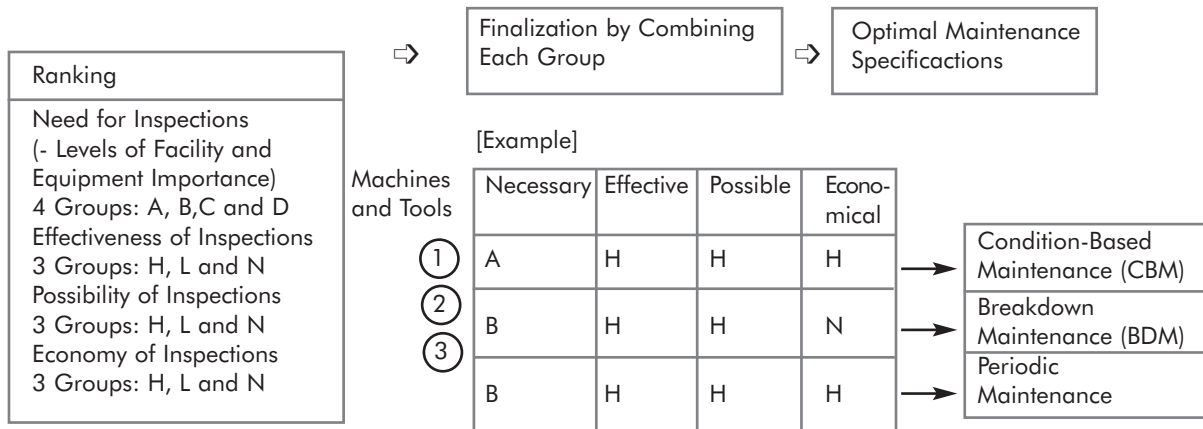 Ranking
Need for Inspections
(- Levels of Facility and
Equipment Importance)
4 Groups: A, B,C and D
Effectiveness of Inspections
3 Groups: H, L and N
Possibility of Inspections
3 Groups: H, L and N
Economy of Inspections
3 Groups: H, L and N
⇨
Finalization by Combining
Each Group
⇨
Optimal Maintenance
Specificactions
[Example]
Machines
and Tools
Necessary Effective Possible Econo-
mical
1 A H H H
2 B H H N
3 B H H H
Condition-Based
Maintenance (CBM)
Breakdown
Maintenance (BDM)
Periodic
Maintenance